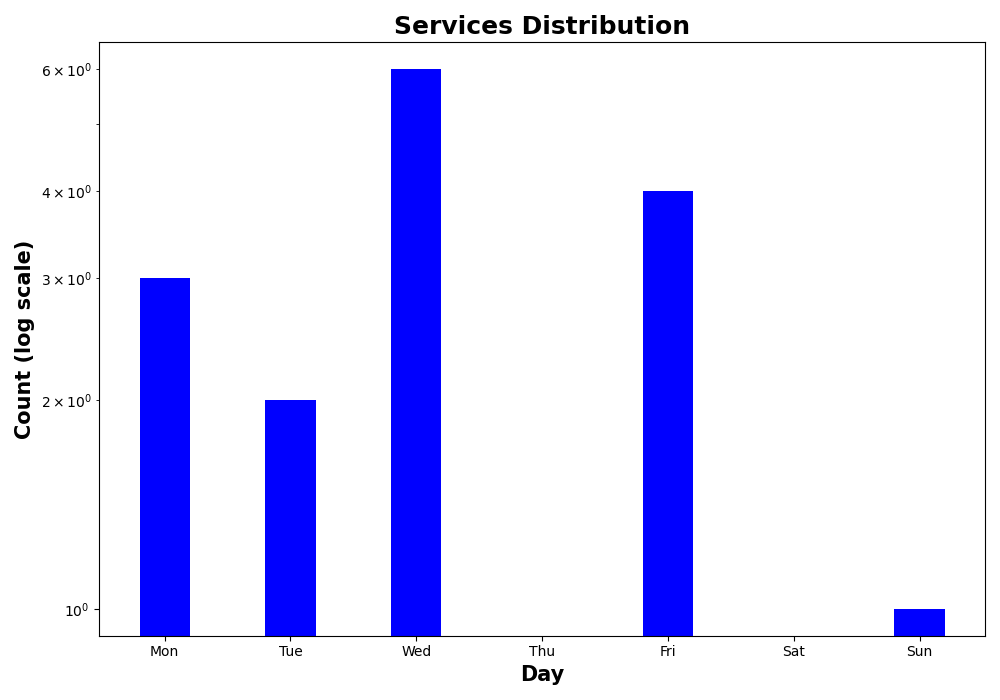 Services Distribution
Count (log scale)
6 × 10⁰
4 × 10⁰
3 × 10⁰
2 × 10⁰
10⁰
Mon Tue Wed Thu Fri Sat Sun
Day